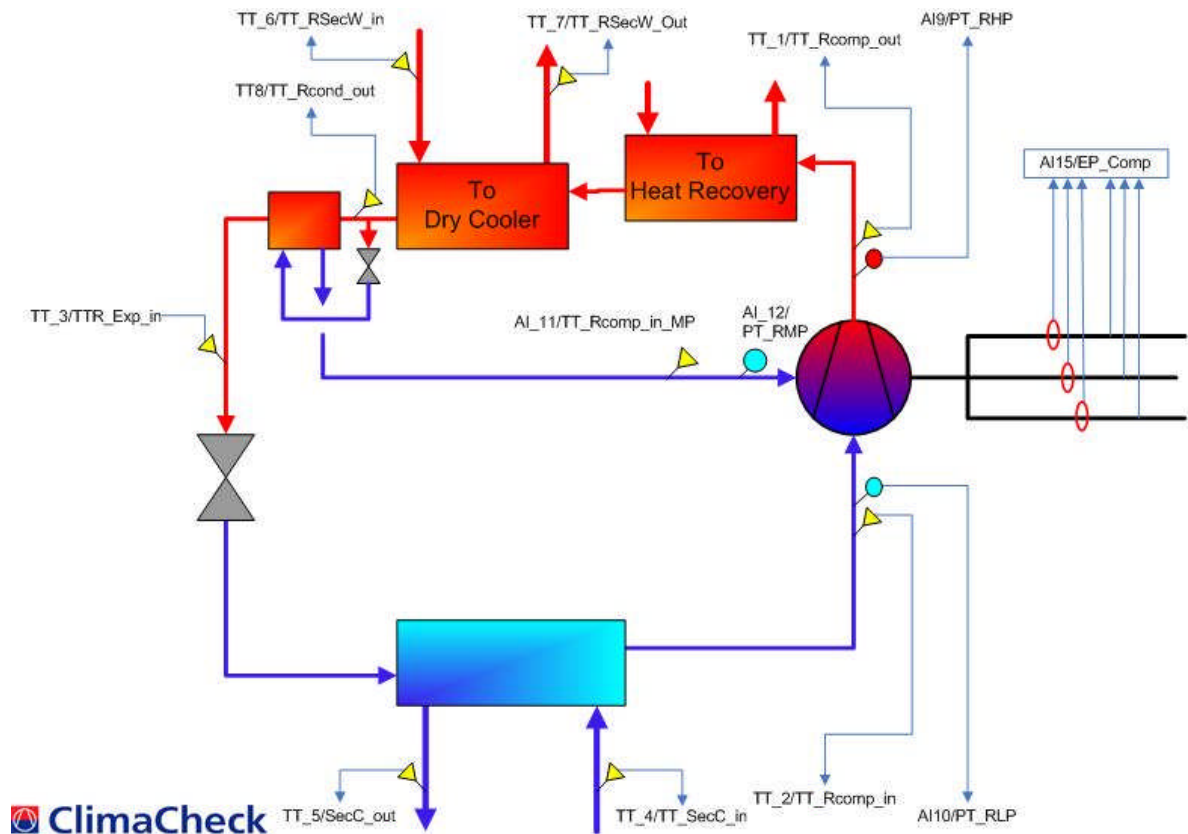 TT_6/TT_RSecW_in
TT_7/TT_RSecW_Out
AI9/PT_RHP
TT_1/TT_Rcomp_out
TT8/TT_Rcond_out
AI15/EP_Comp
To
Dry Cooler
To
Heat Recovery
TT_3/TTR_Exp_in
AI_11/TT_Rcomp_in_MP
AI_12/
PT_RMP
TT_5/SecC_out
TT_4/TT_SecC_in
TT_2/TT_Rcomp_in
AI10/PT_RLP
ClimaCheck